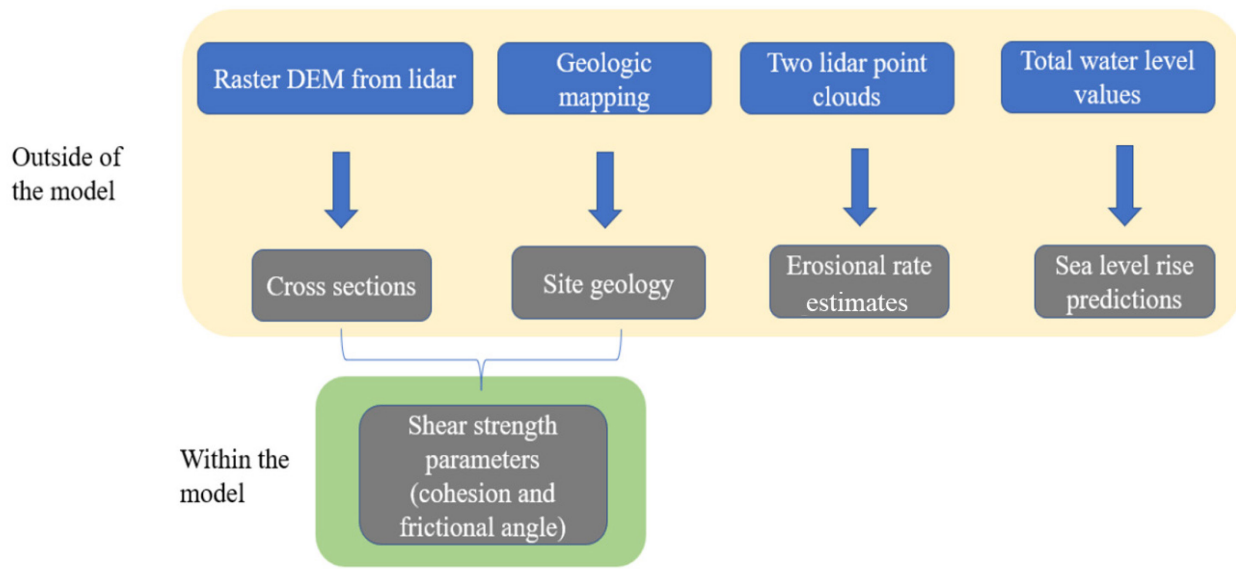 Raster DEM from lidar
Geologic
mapping
Two lidar point
clouds
Total water level
values
Outside of
the model
Cross sections
Site geology
Erosional rate
estimates
Sea level rise
predictions
Within the
model
Shear strength
parameters
(cohesion and
frictional angle)